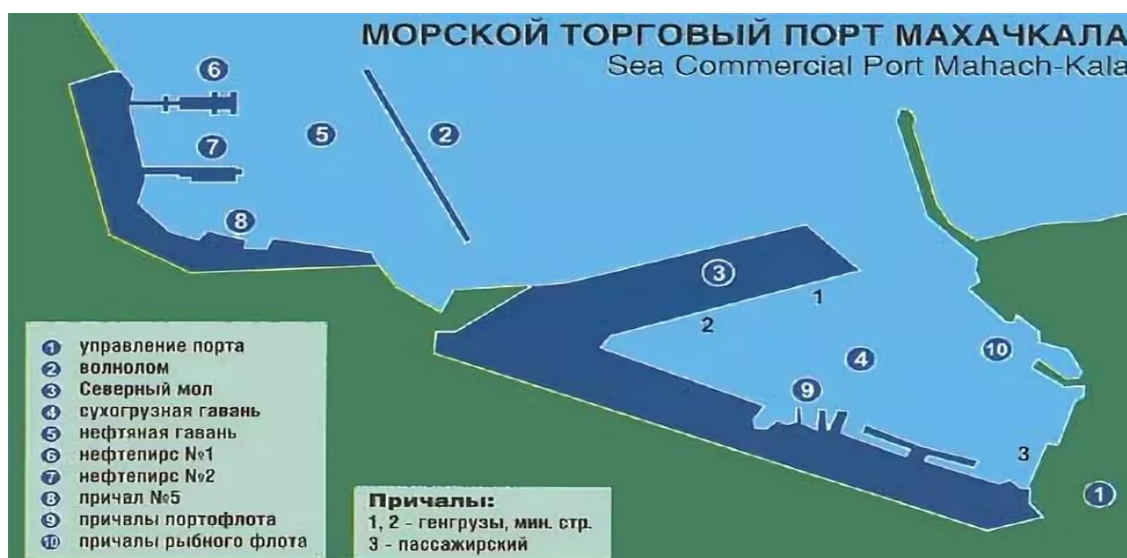 МОРСКОЙ ТОРГОВЫЙ ПОРТ МАХАЧКАЛА
Sea Commercial Port Mahach-Kala
6
5
2
7
8
3
1
2
4
10
9
3
1
1 управление порта
2 волнолом
3 Северный мол
4 сухогрузная гавань
5 нефтяная гавань
6 нефтепирс №1
7 нефтепирс №2
8 причал №5
9 причалы портофлота
10 причалы рыбного флота
Причалы:
1, 2 - генгрузы, мин. стр.
3 - пассажирский